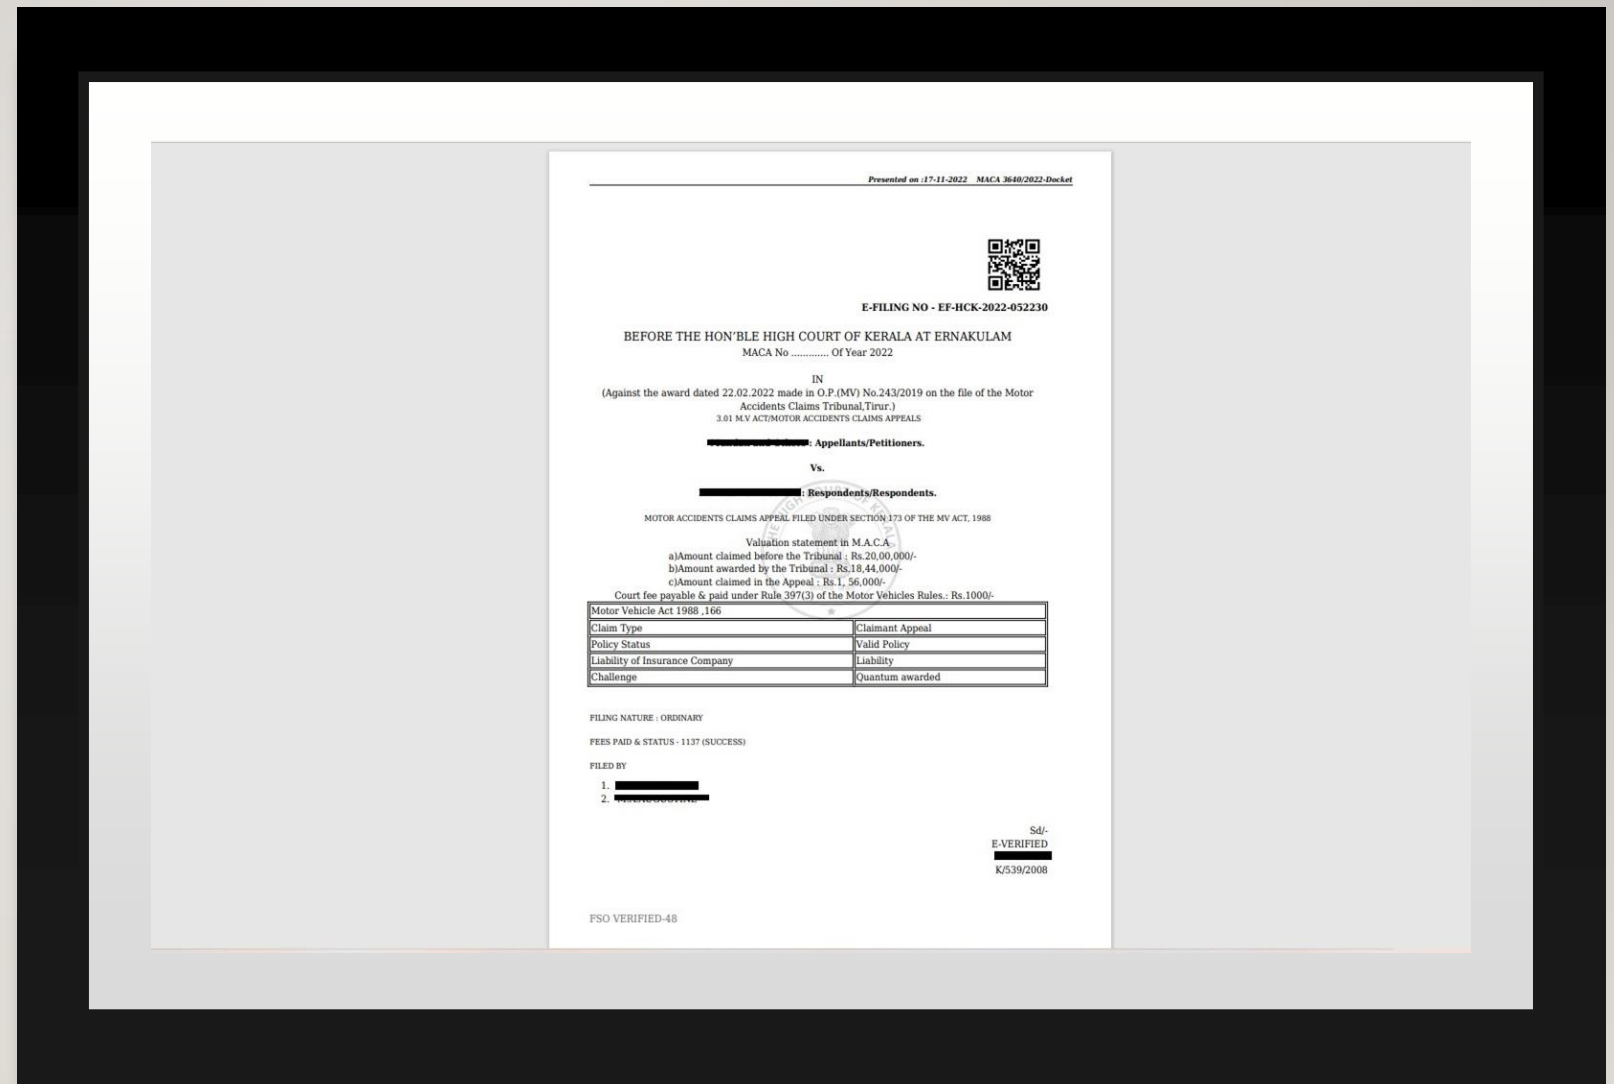 Presented on :17-11-2022 MACA 3640/2022-Docket
E-FILING NO - EF-HCK-2022-052230
BEFORE THE HON'BLE HIGH COURT OF KERALA AT ERNAKULAM
MACA No ............. Of Year 2022
IN
(Against the award dated 22.02.2022 made in O.P.(MV) No.243/2019 on the file of the Motor
Accidents Claims Tribunal,Tirur.)
3.01 M.V ACT/MOTOR ACCIDENTS CLAIMS APPEALS
: Appellants/Petitioners.
Vs.
: Respondents/Respondents.
MOTOR ACCIDENTS CLAIMS APPEAL FILED UNDER SECTION 173 OF THE MV ACT, 1988
Valuation statement in M.A.C.A
a)Amount claimed before the Tribunal : Rs.20,00,000/-
b)Amount awarded by the Tribunal : Rs.18,44,000/-
c)Amount claimed in the Appeal : Rs.1, 56,000/-
Court fee payable & paid under Rule 397(3) of the Motor Vehicles Rules.: Rs.1000/-
THE HIGH COURT OF KERALA
Motor Vehicle Act 1988 ,166
Claim Type Claimant Appeal
Policy Status Valid Policy
Liability of Insurance Company Liability
Challenge Quantum awarded
FILING NATURE : ORDINARY
FEES PAID & STATUS - 1137 (SUCCESS)
FILED BY
1.
2.
Sd/-
E-VERIFIED
K/539/2008
FSO VERIFIED-48